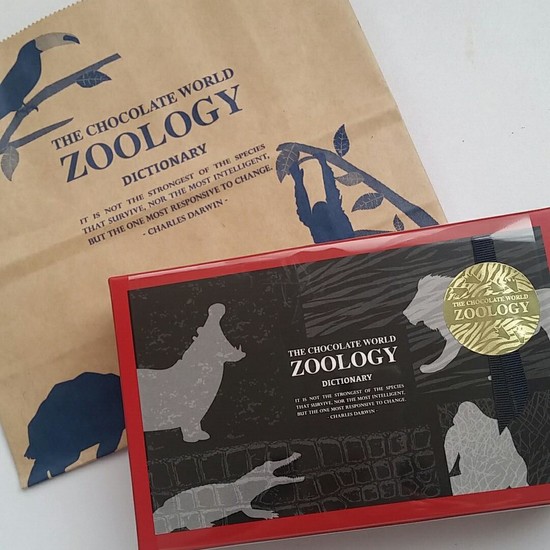 THE CHOCOLATE WORLD
ZOOLOGY
DICTIONARY
IT IS NOT THE STRONGEST OF THE SPECIES
THAT SURVIVE, NOR THE MOST INTELLIGENT,
BUT THE ONE MOST RESPONSIVE TO CHANGE.
- CHARLES DARWIN -
THE CHOCOLATE WORLD
ZOOLOGY
DICTIONARY
IT IS NOT THE STRONGEST OF THE SPECIES
THAT SURVIVE, NOR THE MOST INTELLIGENT,
BUT THE ONE MOST RESPONSIVE TO CHANGE.
- CHARLES DARWIN -
THE CHOCOLATE WORLD
ZOOLOGY